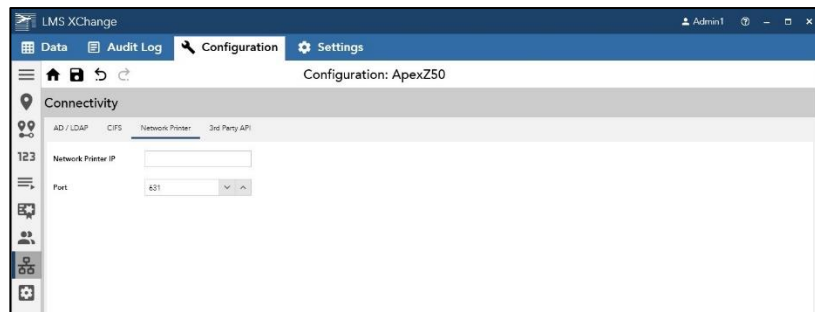 LMS XChange
Admin1
Data Audit Log Configuration Settings
Configuration: ApexZ50
Connectivity
AD / LDAP CIFS Network Printer 3rd Party API
123
Network Printer IP
Port 631